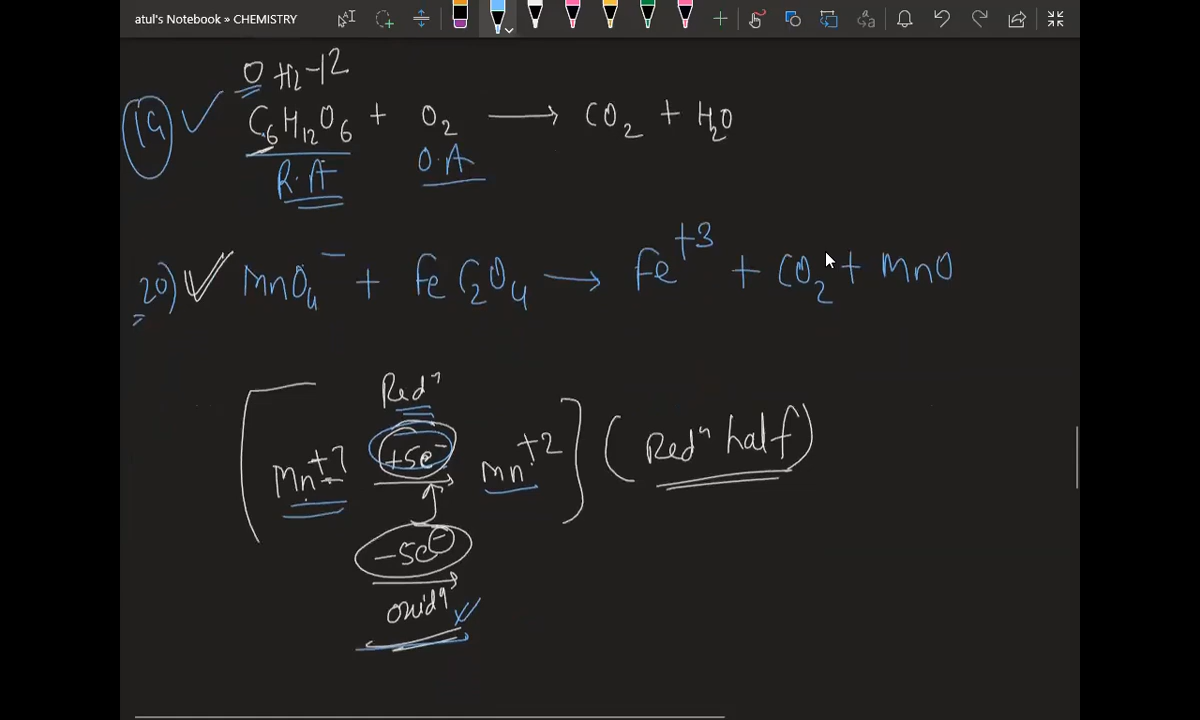 atul's Notebook » CHEMISTRY
0 H2-12
19) C6H12O6 + O2 → CO2 + H2O
R.A O.A
20) MnO4⁻ + FeC2O4 → Fe⁺³ + CO2 + MnO
Redⁿ
[Mn⁺⁷ +5e⁻ → Mn⁺²] (Redⁿ half)
-5e⊖
oxidⁿ